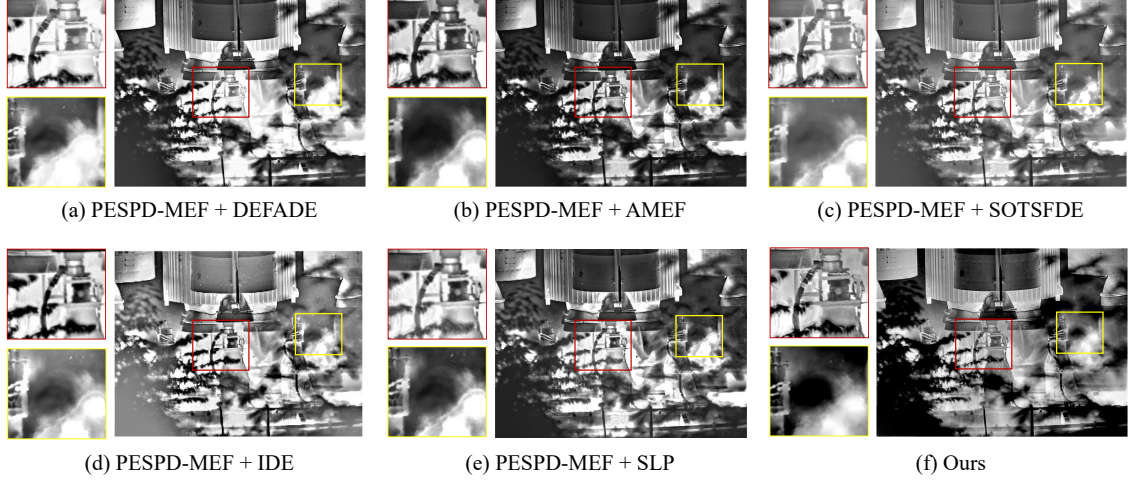 (a) PESPD-MEF + DEFADE
(b) PESPD-MEF + AMEF
(c) PESPD-MEF + SOTSFDE
(d) PESPD-MEF + IDE
(e) PESPD-MEF + SLP
(f) Ours